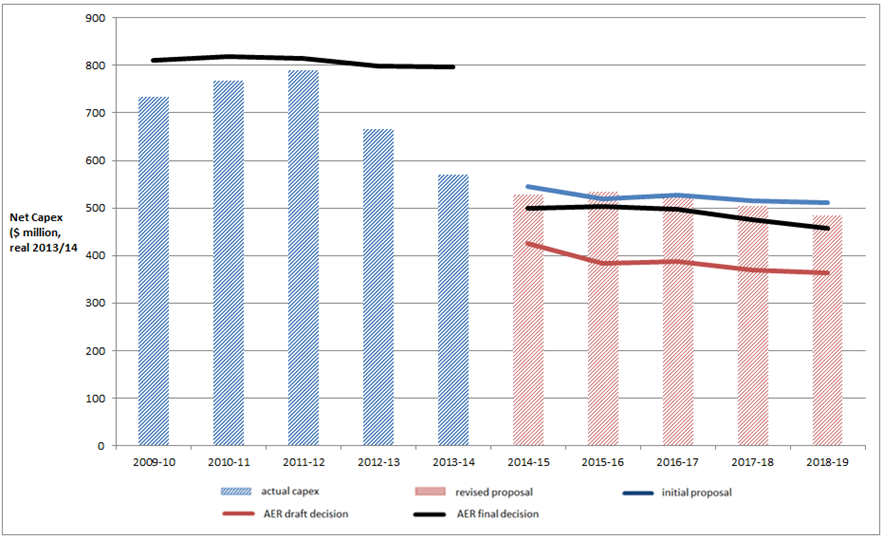 900
800
700
600
500
400
300
200
100
0
Net Capex
($ million,
real 2013/14
2009-10 2010-11 2011-12 2012-13 2013-14 2014-15 2015-16 2016-17 2017-18 2018-19
actual capex revised proposal initial proposal
AER draft decision AER final decision